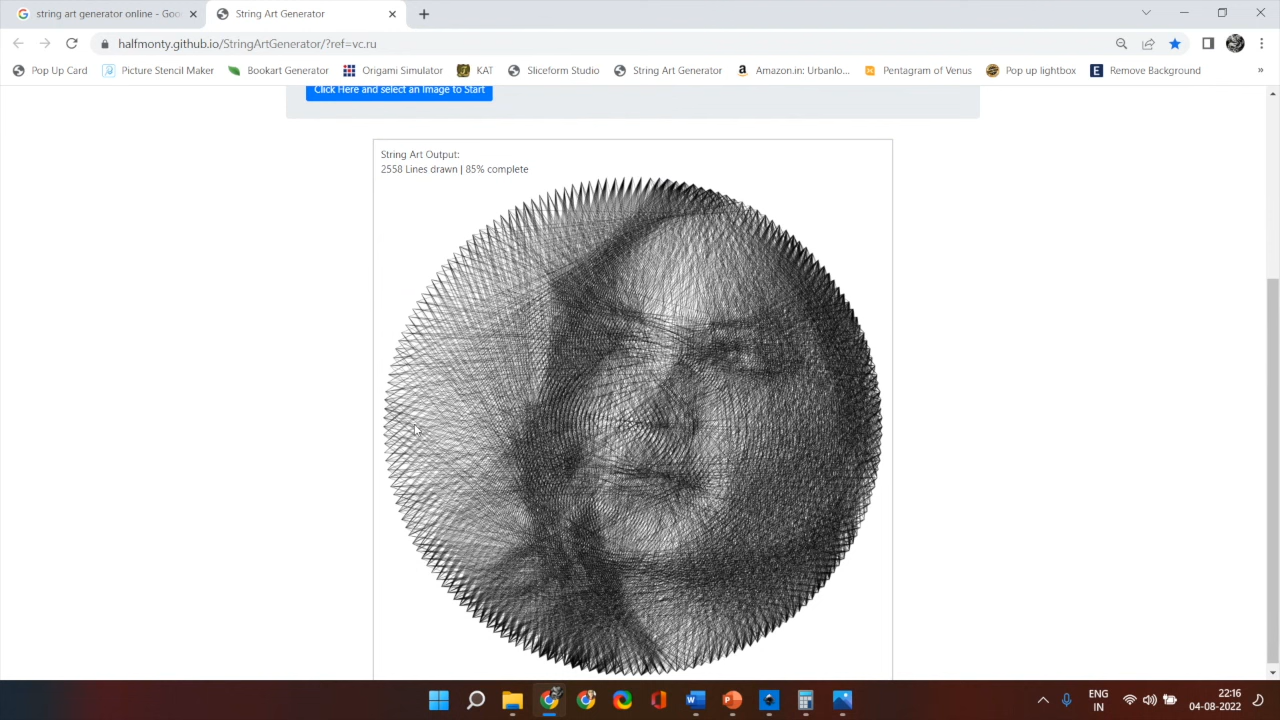 string art generator online - Goo
String Art Generator
halfmonty.github.io/StringArtGenerator/?ref=vc.ru
Pop Up Card
Picture Stencil Maker
Bookart Generator
Origami Simulator
KAT
Sliceform Studio
String Art Generator
Amazon.in: Urbanlo...
Pentagram of Venus
Pop up lightbox
Remove Background
Click Here and select an Image to Start
String Art Output:
2558 Lines drawn | 85% complete
ENG
IN
22:16
04-08-2022